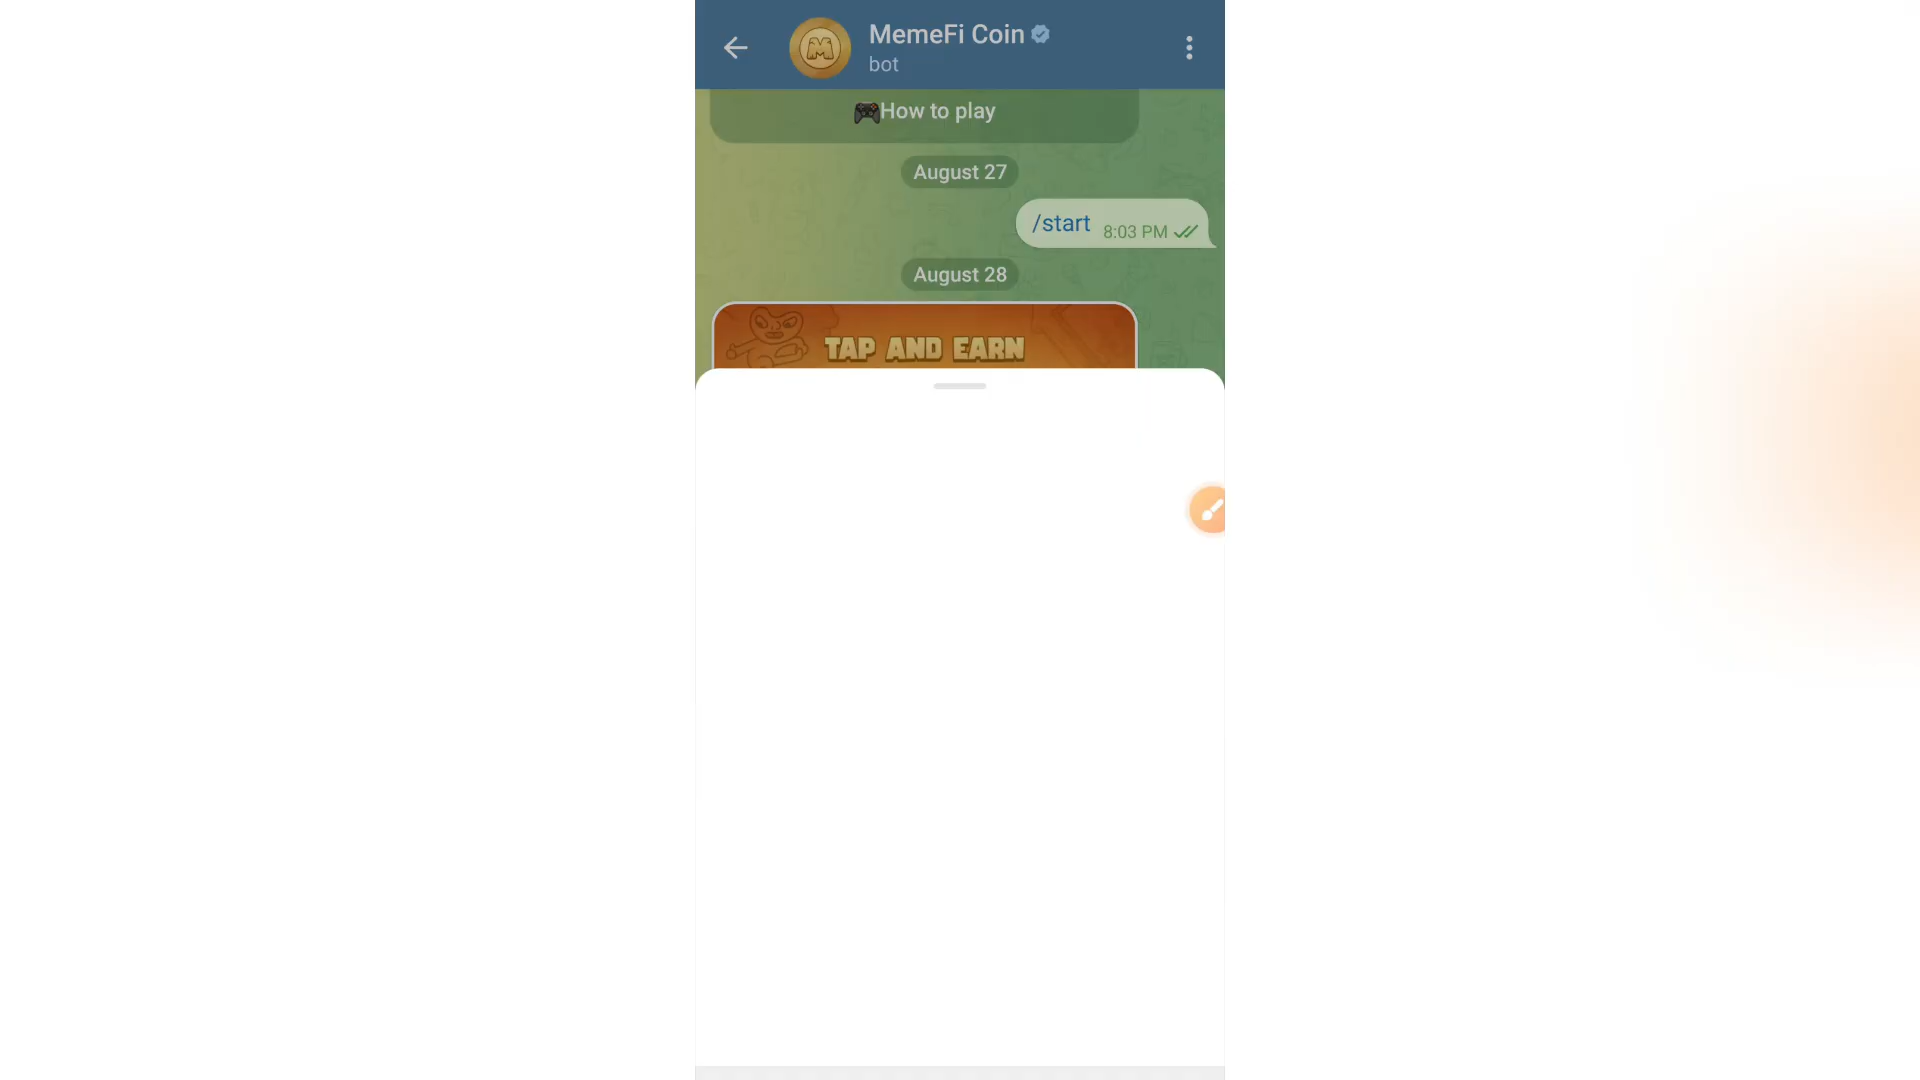 MemeFi Coin
bot
How to play
August 27
/start 8:03 PM
August 28
TAP AND EARN